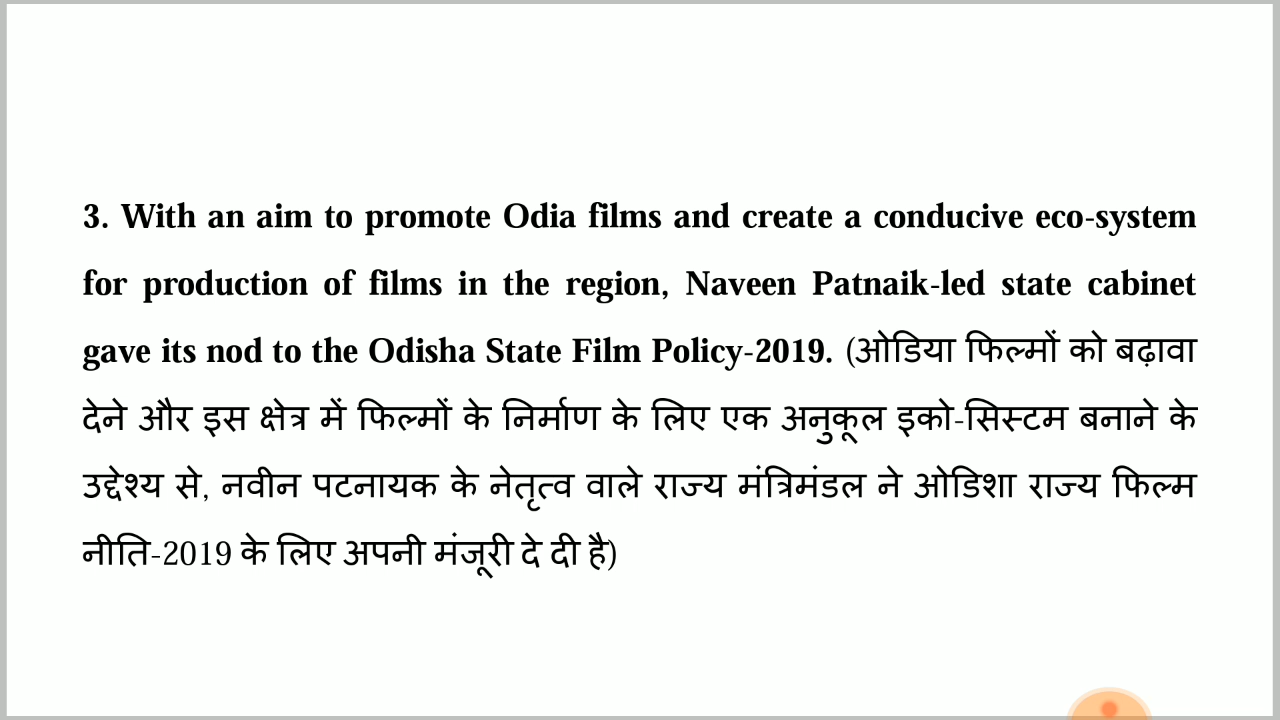 3. With an aim to promote Odia films and create a conducive eco-system
for production of films in the region, Naveen Patnaik-led state cabinet
gave its nod to the Odisha State Film Policy-2019. (ओडिया फिल्मों को बढ़ावा
देने और इस क्षेत्र में फिल्मों के निर्माण के लिए एक अनुकूल इको-सिस्टम बनाने के
उद्देश्य से, नवीन पटनायक के नेतृत्व वाले राज्य मंत्रिमंडल ने ओडिशा राज्य फिल्म
नीति-2019 के लिए अपनी मंजूरी दे दी है)